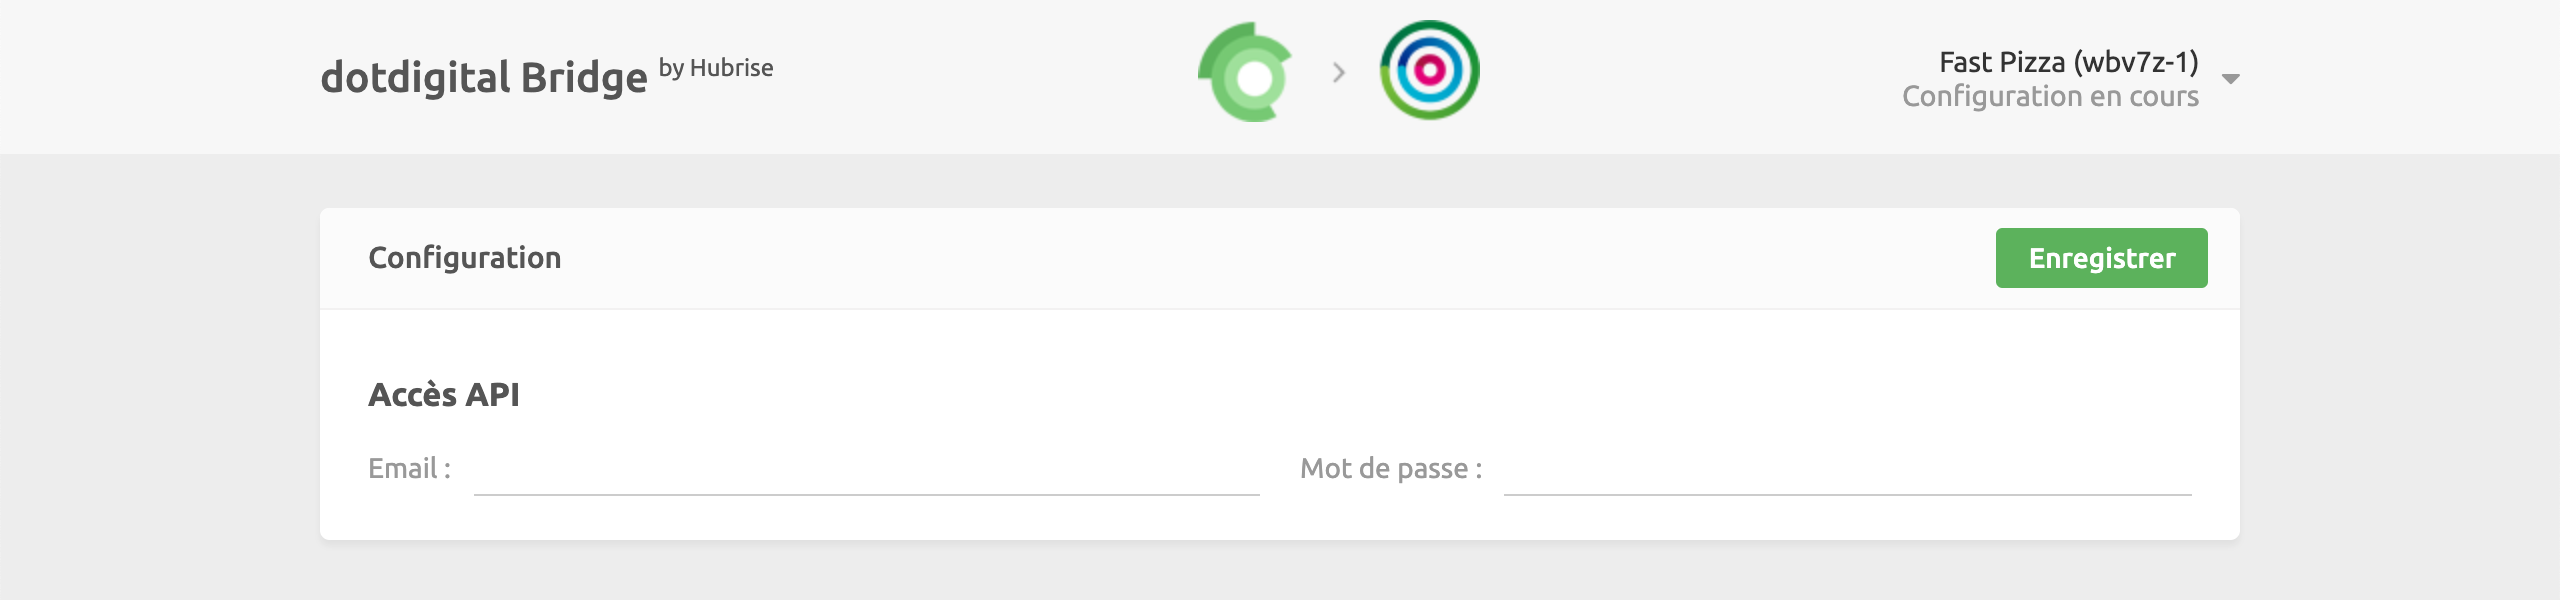 dotdigital Bridge by Hubrise
Fast Pizza (wbv7z-1)
Configuration en cours
Configuration
Enregistrer
Accès API
Email :
Mot de passe :